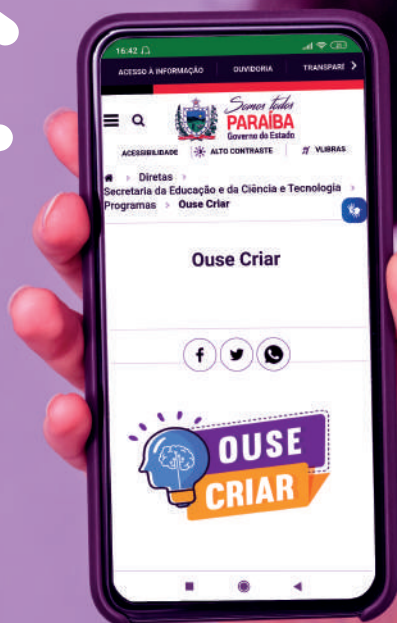 16:42
ACESSO À INFORMAÇÃO OUVIDORIA TRANSPARE
Somos todos
PARAÍBA
Governo do Estado
ACESSIBILIDADE ALTO CONTRASTE VLIBRAS
Diretas >
Secretaria da Educação e da Ciência e Tecnologia >
Programas > Ouse Criar
Ouse Criar
OUSE
CRIAR